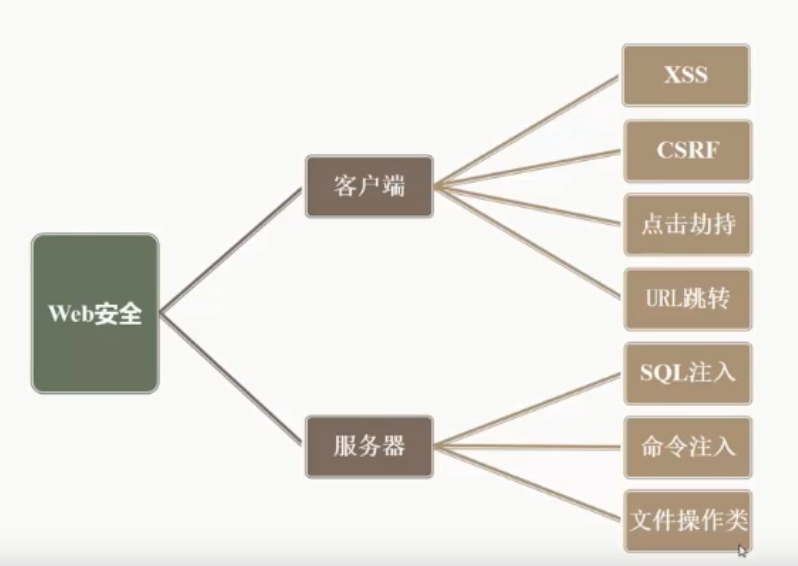 Web安全
客户端
XSS
CSRF
点击劫持
URL跳转
服务器
SQL注入
命令注入
文件操作类